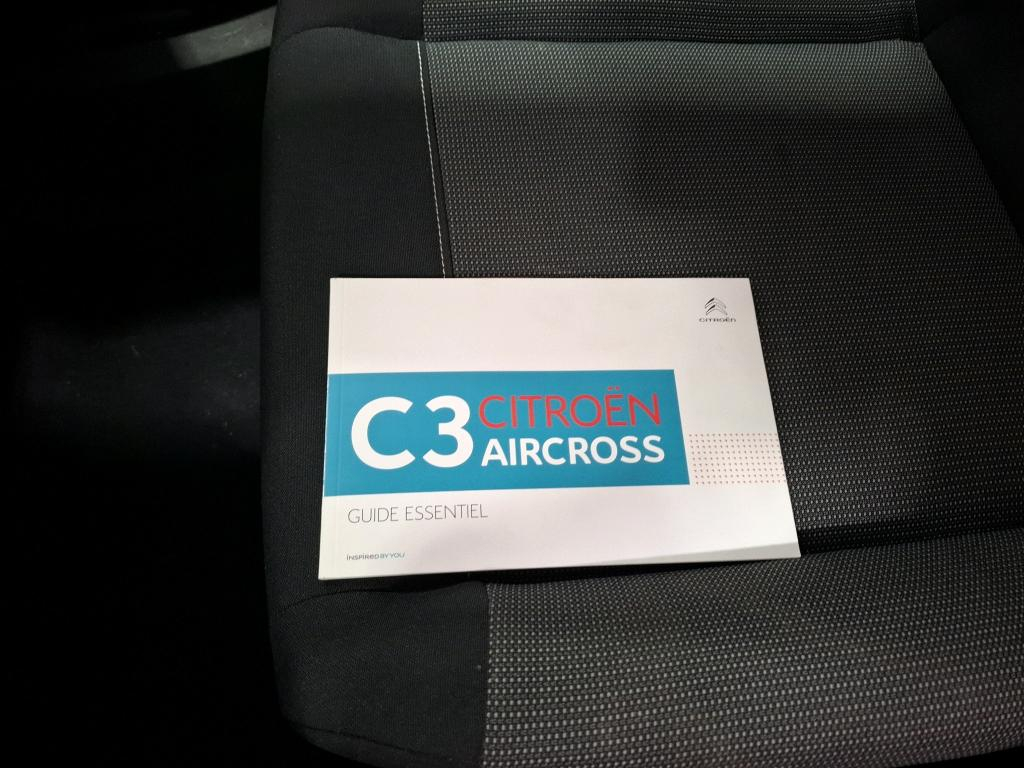 CITROËN
C3 CITROËN
AIRCROSS
GUIDE ESSENTIEL
INSPIRED BY YOU